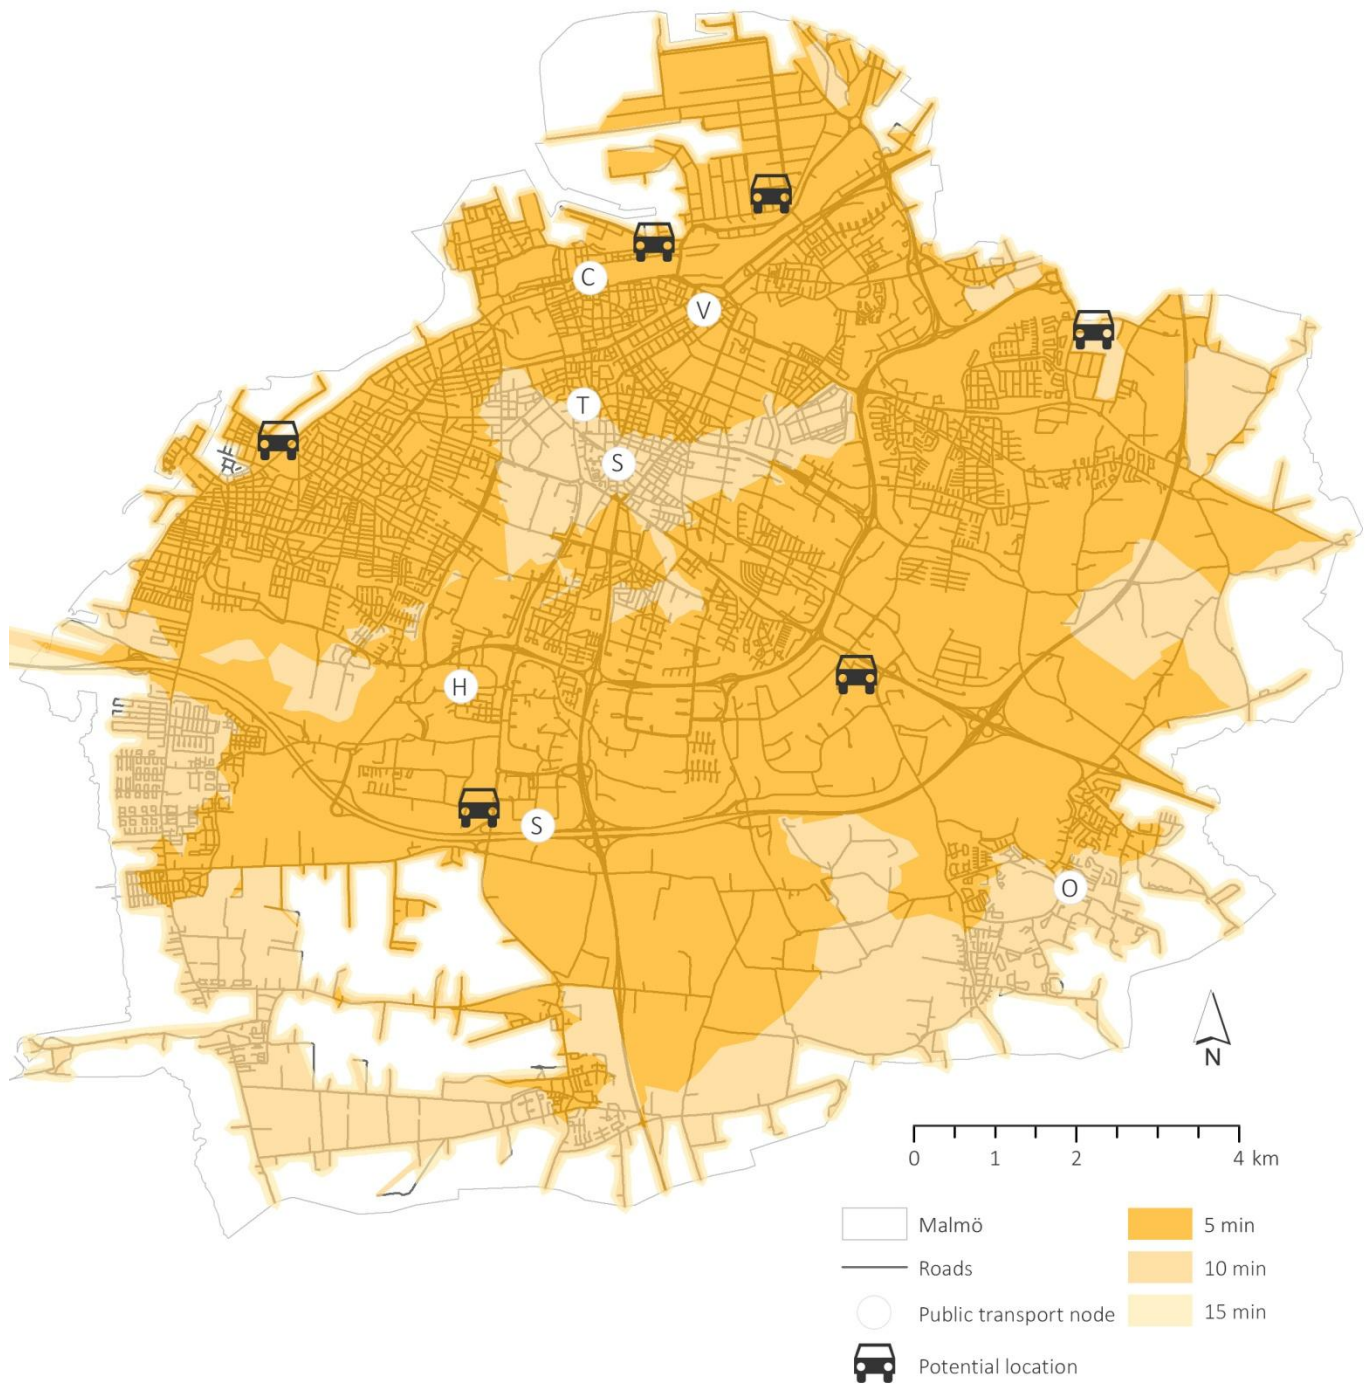 C
V
T
S
H
S
O
N
0 1 2 4 km
Malmö
5 min
Roads
10 min
Public transport node
15 min
Potential location